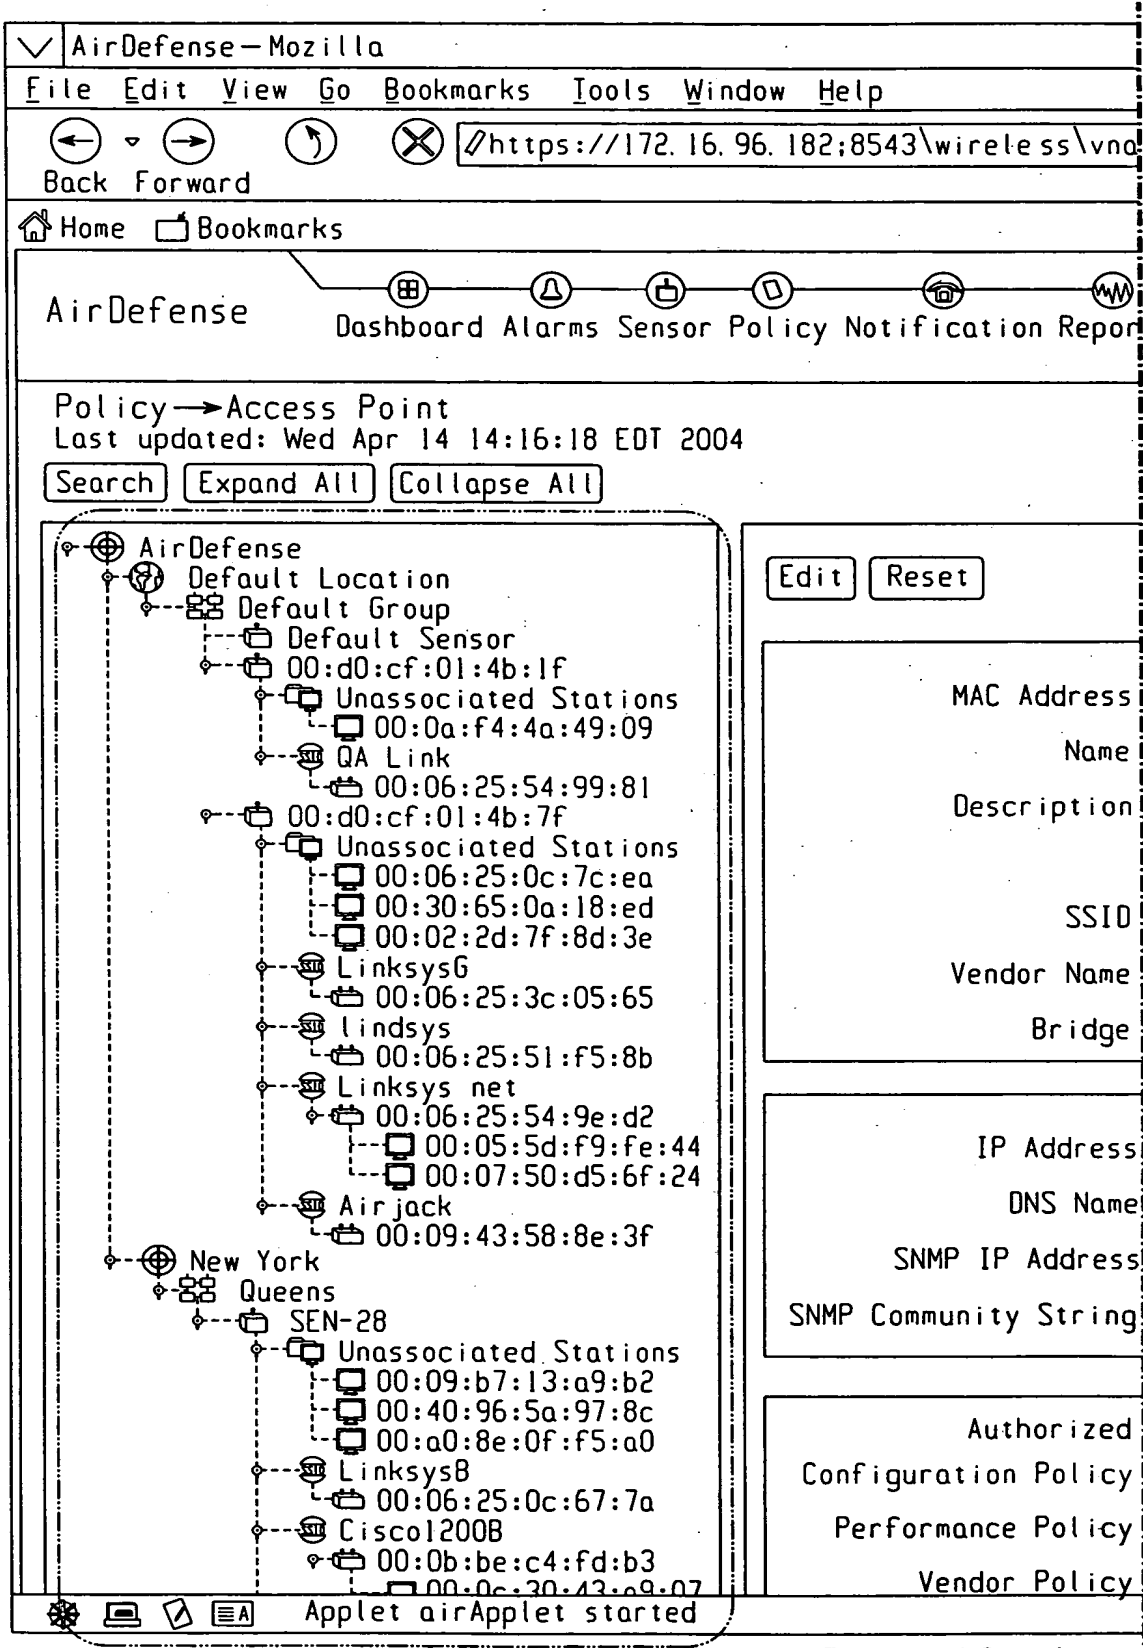 AirDefense—Mozilla
File Edit View Go Bookmarks Tools Window Help
https://172.16.96.182;8543\wireless\vna
Back Forward
Home Bookmarks
AirDefense
Dashboard Alarms Sensor Policy Notification Repor
Policy→Access Point
Last updated: Wed Apr 14 14:16:18 EDT 2004
Search Expand All Collapse All
AirDefense
Default Location
Default Group
Default Sensor
00:d0:cf:01:4b:1f
Unassociated Stations
00:0a:f4:4a:49:09
QA Link
00:06:25:54:99:81
00:d0:cf:01:4b:7f
Unassociated Stations
00:06:25:0c:7c:ea
00:30:65:0a:18:ed
00:02:2d:7f:8d:3e
LinksysG
00:06:25:3c:05:65
lindsys
00:06:25:51:f5:8b
Linksys net
00:06:25:54:9e:d2
00:05:5d:f9:fe:44
00:07:50:d5:6f:24
Airjack
00:09:43:58:8e:3f
New York
Queens
SEN-28
Unassociated Stations
00:09:b7:13:a9:b2
00:40:96:5a:97:8c
00:a0:8e:0f:f5:a0
LinksysB
00:06:25:0c:67:7a
Cisco1200B
00:0b:be:c4:fd:b3
00:0c:30:43:a9:07
Edit Reset
MAC Address
Name
Description
SSID
Vendor Name
Bridge
IP Address
DNS Name
SNMP IP Address
SNMP Community String
Authorized
Configuration Policy
Performance Policy
Vendor Policy
Applet airApplet started